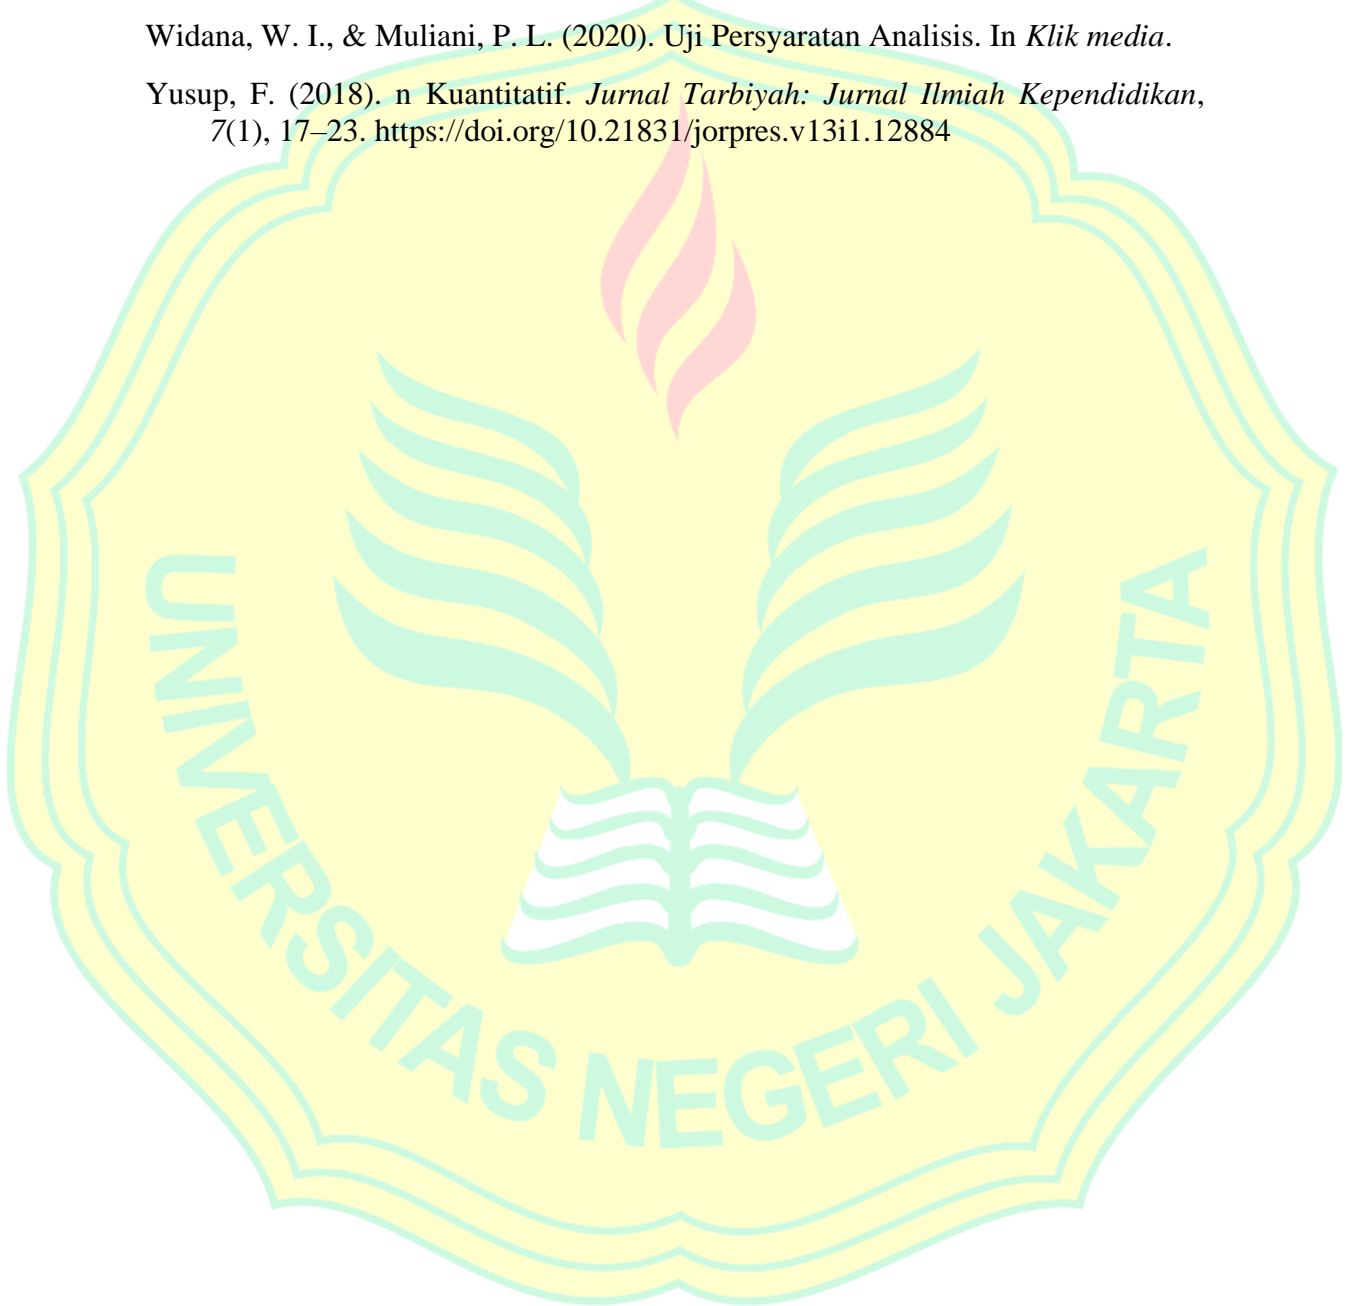 Widana, W. I., & Muliani, P. L. (2020). Uji Persyaratan Analisis. In Klik media.
Yusup, F. (2018). n Kuantitatif. Jurnal Tarbiyah: Jurnal Ilmiah Kependidikan,
7(1), 17–23. https://doi.org/10.21831/jorpres.v13i1.12884
UNIVERSITAS NEGERI JAKARTA